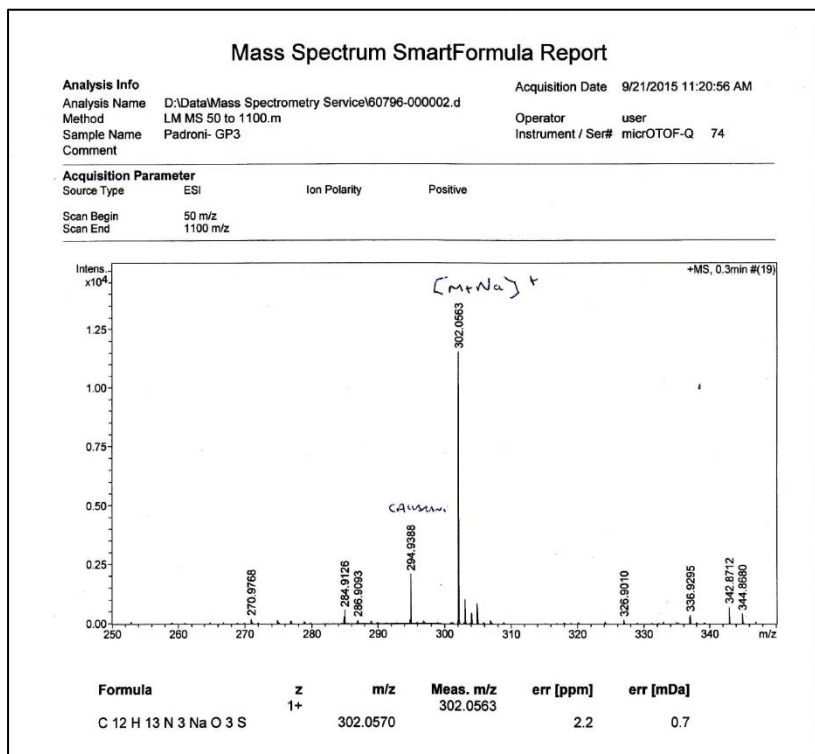 Mass Spectrum SmartFormula Report
Analysis Info
Acquisition Date 9/21/2015 11:20:56 AM
Analysis Name D:\Data\Mass Spectrometry Service\60796-000002.d
Method LM MS 50 to 1100.m Operator user
Sample Name Padroni- GP3 Instrument / Ser# micrOTOF-Q 74
Comment
Acquisition Parameter
Source Type ESI Ion Polarity Positive
Scan Begin 50 m/z
Scan End 1100 m/z
Intens.
x10⁴
+MS, 0.3min #(19)
[M+Na]+
302.0563
1.25
1.00
0.75
0.50
294.9388
0.25
270.9768
284.9126
286.9093
326.9010
336.9295
342.8712
344.8680
0.00
250 260 270 280 290 300 310 320 330 340 m/z
Formula z m/z Meas. m/z err [ppm] err [mDa]
1+ 302.0563
C 12 H 13 N 3 Na O 3 S 302.0570 2.2 0.7